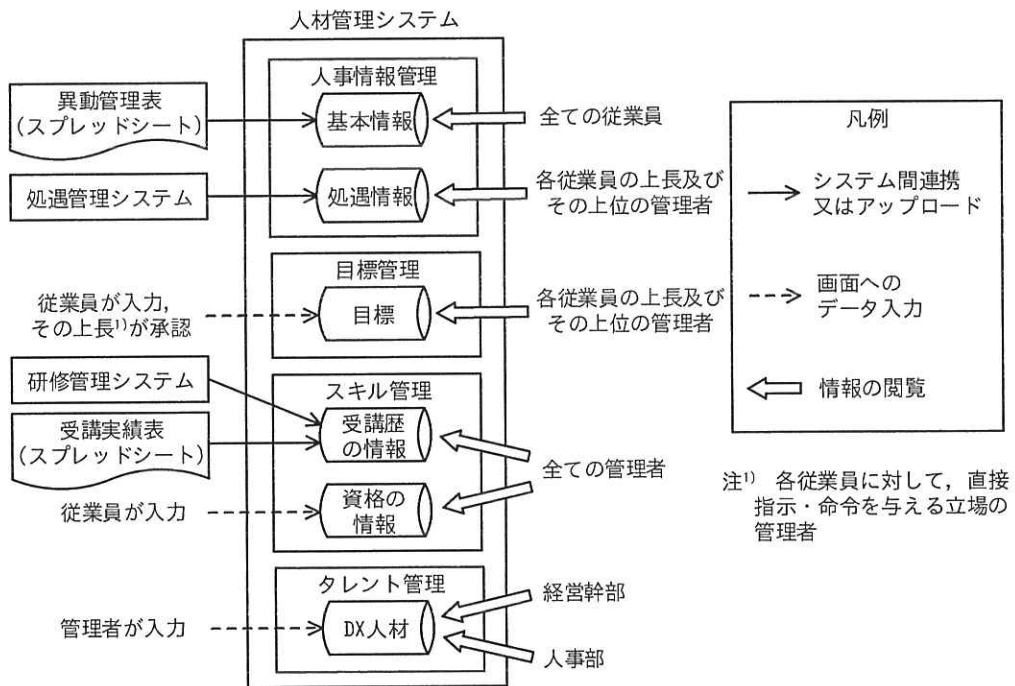 人材管理システム
人事情報管理
異動管理表
(スプレッドシート)
基本情報
全ての従業員
処遇管理システム
処遇情報
各従業員の上長及び
その上位の管理者
目標管理
従業員が入力,
その上長1)が承認
目標
各従業員の上長及び
その上位の管理者
研修管理システム
スキル管理
受講実績表
(スプレッドシート)
受講歴
の情報
全ての管理者
従業員が入力
資格の
情報
タレント管理
管理者が入力
DX人材
経営幹部
人事部
凡例
システム間連携
又はアップロード
画面への
データ入力
情報の閲覧
注1) 各従業員に対して，直接
指示・命令を与える立場の
管理者